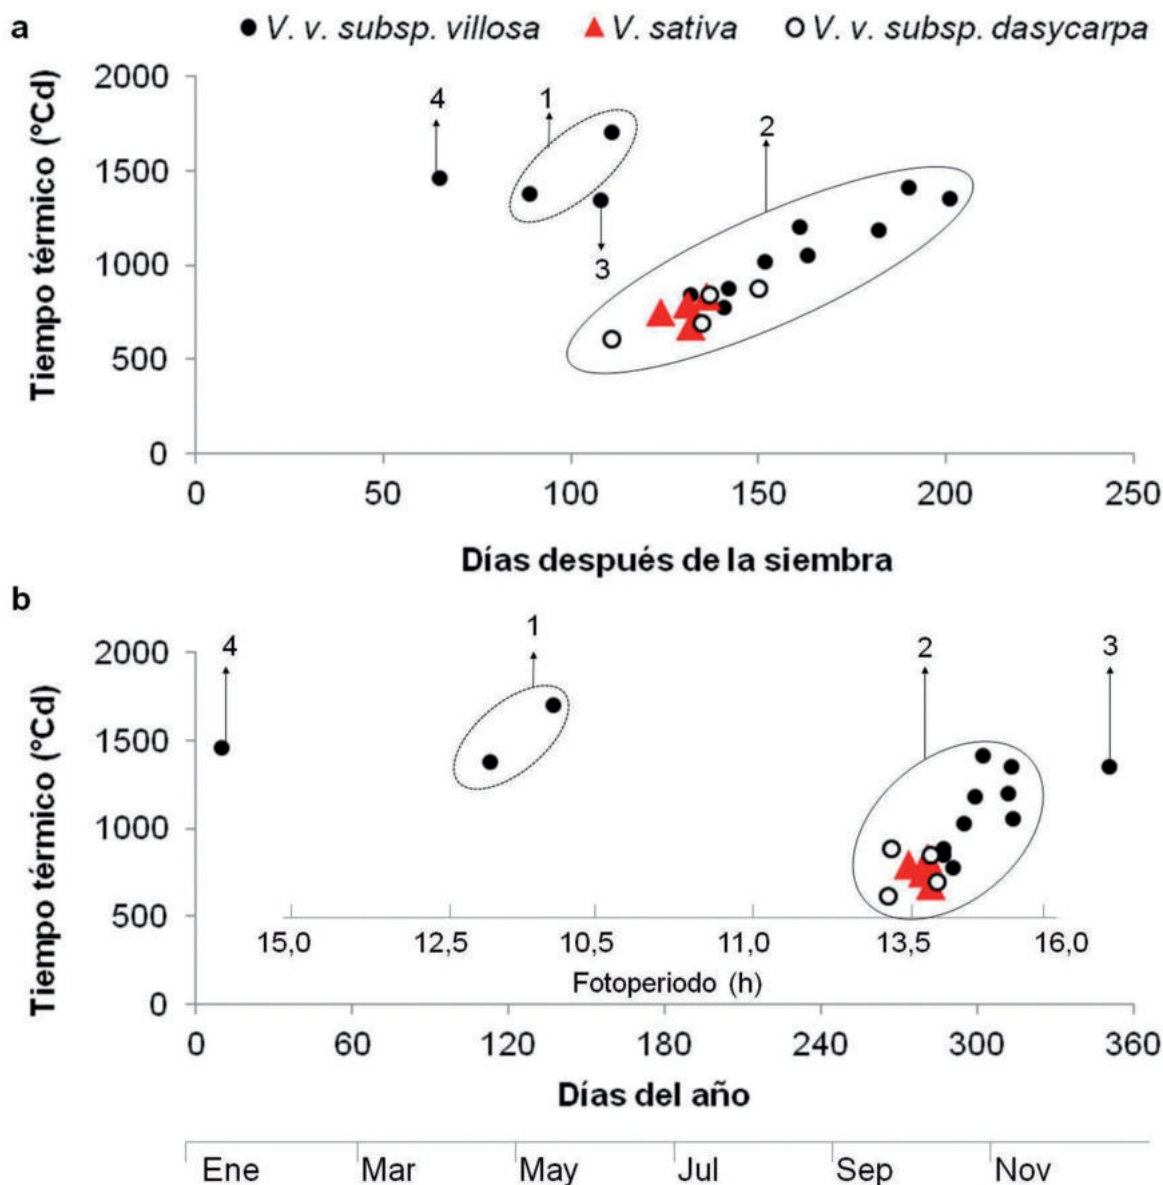 a
V. v. subsp. villosa V. sativa V. v. subsp. dasycarpa
Tiempo térmico (°Cd)
2000
1500
1000
500
0
4 1 2
3
0 50 100 150 200 250
Días después de la siembra
b
Tiempo térmico (°Cd)
2000
1500
1000
500
0
4 1 2 3
15,0 12,5 10,5 11,0 13,5 16,0
Fotoperiodo (h)
0 60 120 180 240 300 360
Días del año
Ene Mar May Jul Sep Nov